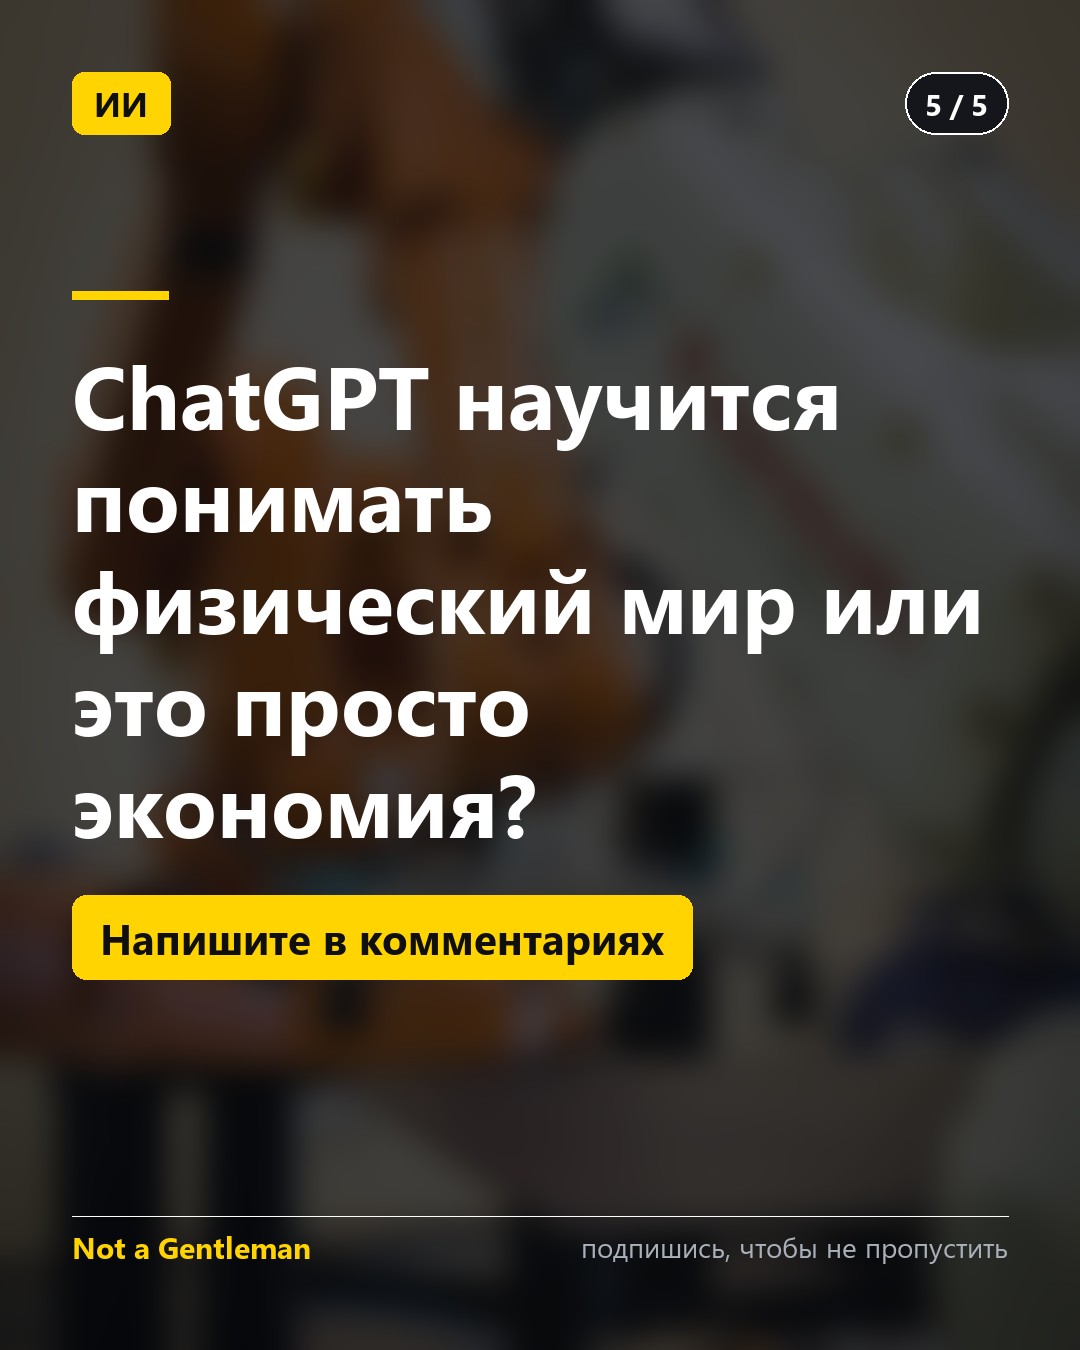 ИИ
5 / 5
ChatGPT научится
понимать
физический мир или
это просто
экономия?
Напишите в комментариях
Not a Gentleman
подпишись, чтобы не пропустить